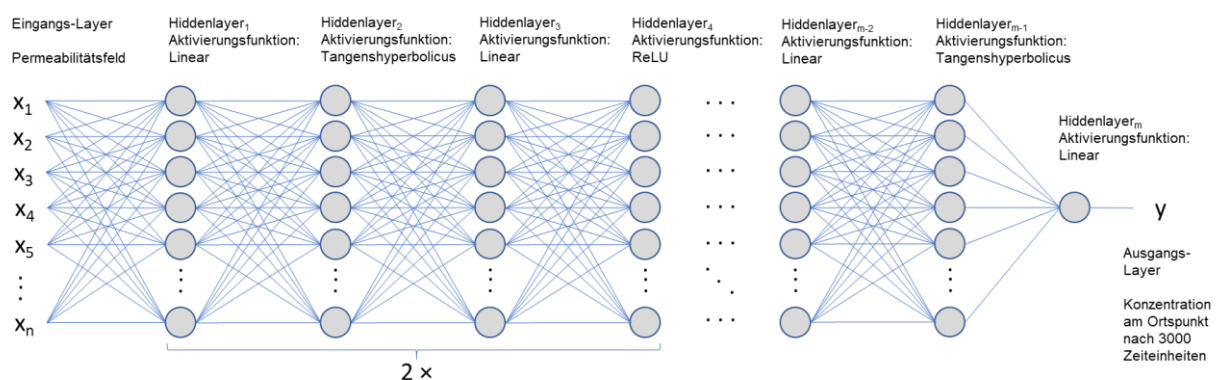 Eingangs-Layer
Permeabilitätsfeld
Hiddenlayer₁
Aktivierungsfunktion:
Linear
Hiddenlayer₂
Aktivierungsfunktion:
Tangenshyperbolicus
Hiddenlayer₃
Aktivierungsfunktion:
Linear
Hiddenlayer₄
Aktivierungsfunktion:
ReLU
Hiddenlayerₘ₋₂
Aktivierungsfunktion:
Linear
Hiddenlayerₘ₋₁
Aktivierungsfunktion:
Tangenshyperbolicus
x₁
x₂
x₃
x₄
x₅
xₙ
Hiddenlayerₘ
Aktivierungsfunktion:
Linear
y
Ausgangs-
Layer
Konzentration
am Ortspunkt
nach 3000
Zeiteinheiten
2 ×